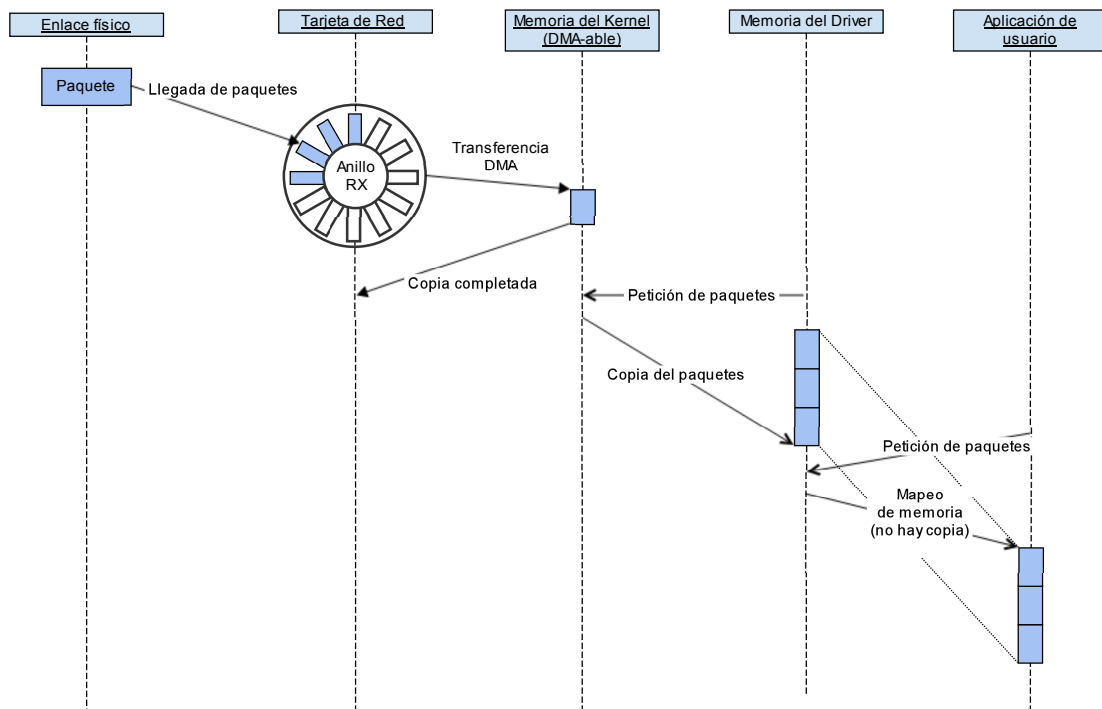 Enlace físico
Tarjeta de Red
Memoria del Kernel
(DMA-able)
Memoria del Driver
Aplicación de
usuario
Paquete
Llegada de paquetes
Anillo
RX
Transferencia
DMA
Copia completada
Petición de paquetes
Copia del paquetes
Petición de paquetes
Mapeo
de memoria
(no hay copia)